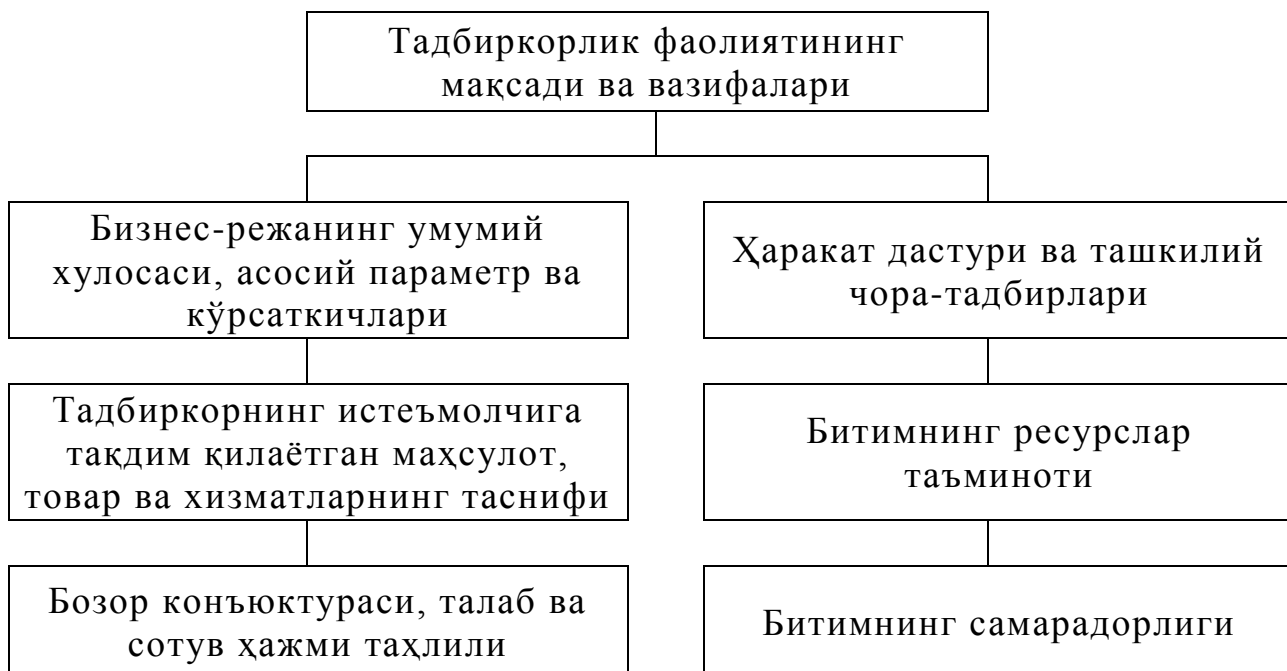 Тадбиркорлик фаолиятининг
мақсади ва вазифалари
Бизнес-режанинг умумий
хулосаси, асосий параметр ва
кўрсаткичлари
Ҳаракат дастури ва ташкилий
чора-тадбирлари
Тадбиркорнинг истеъмолчига
тақдим қилаётган маҳсулот,
товар ва хизматларнинг таснифи
Битимнинг ресурслар
таъминоти
Бозор конъюктураси, талаб ва
сотув ҳажми таҳлили
Битимнинг самарадорлиги